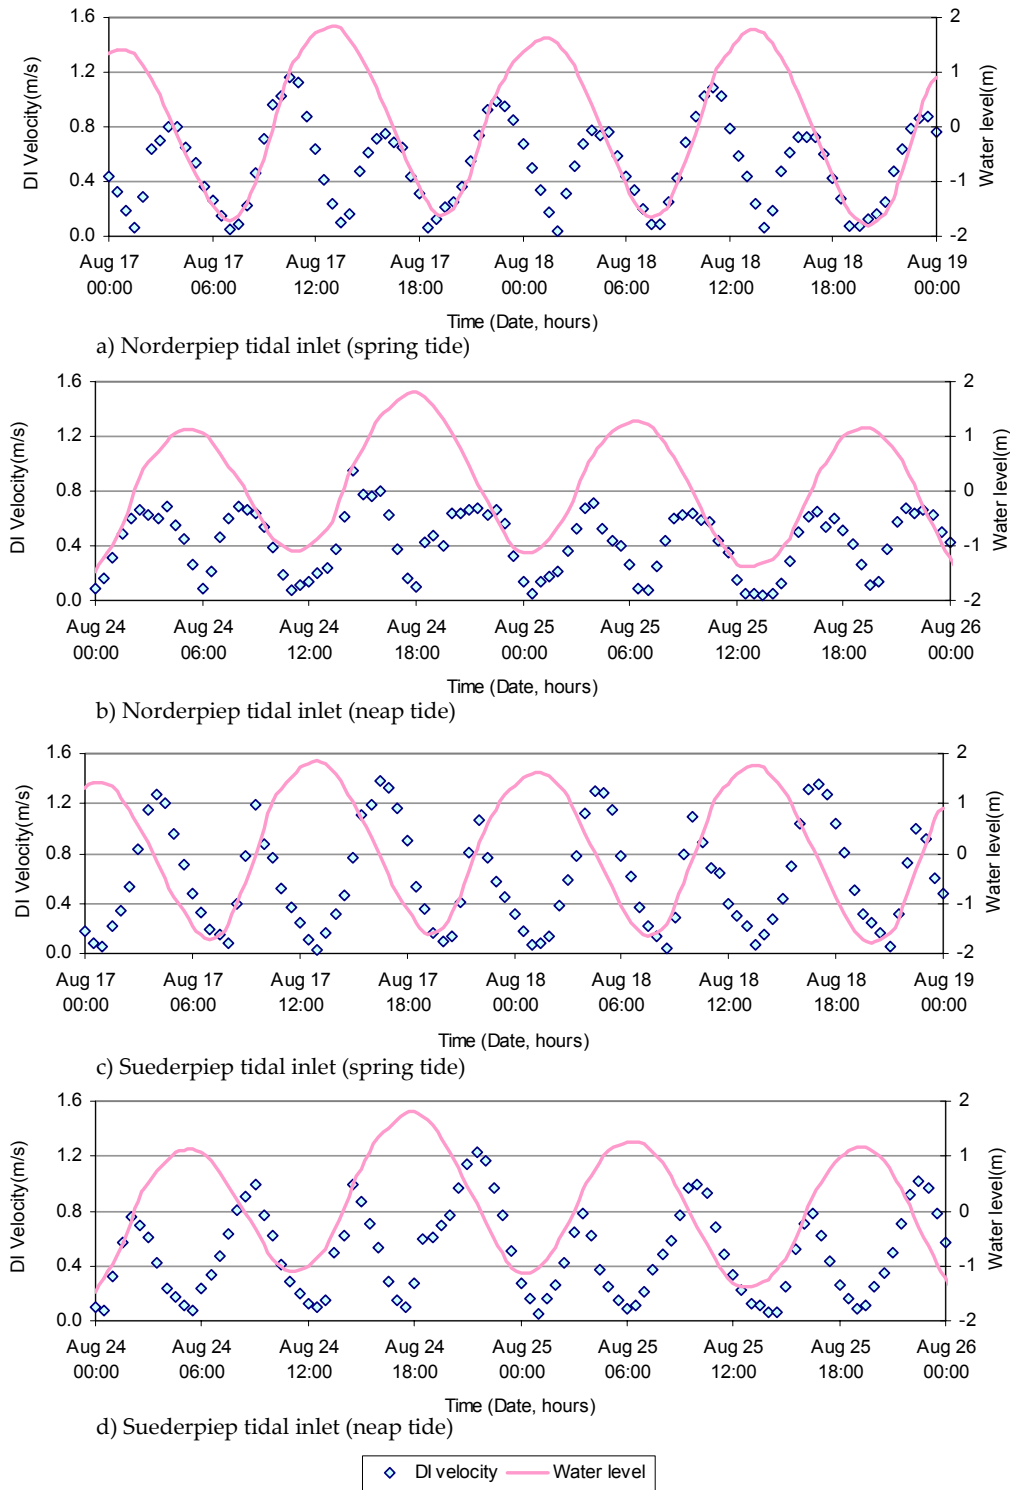 1.6 2
1.2 1
0.8 0
0.4 -1
0.0 -2
DI Velocity(m/s)
Water level(m)
Aug 17 Aug 17 Aug 17 Aug 17 Aug 18 Aug 18 Aug 18 Aug 18 Aug 19
00:00 06:00 12:00 18:00 00:00 06:00 12:00 18:00 00:00
Time (Date, hours)
a) Norderpiep tidal inlet (spring tide)
1.6 2
1.2 1
0.8 0
0.4 -1
0.0 -2
DI Velocity(m/s)
Water level(m)
Aug 24 Aug 24 Aug 24 Aug 24 Aug 25 Aug 25 Aug 25 Aug 25 Aug 26
00:00 06:00 12:00 18:00 00:00 06:00 12:00 18:00 00:00
Time (Date, hours)
b) Norderpiep tidal inlet (neap tide)
1.6 2
1.2 1
0.8 0
0.4 -1
0.0 -2
DI Velocity(m/s)
Water level(m)
Aug 17 Aug 17 Aug 17 Aug 17 Aug 18 Aug 18 Aug 18 Aug 18 Aug 19
00:00 06:00 12:00 18:00 00:00 06:00 12:00 18:00 00:00
Time (Date, hours)
c) Suederpiep tidal inlet (spring tide)
1.6 2
1.2 1
0.8 0
0.4 -1
0.0 -2
DI Velocity(m/s)
Water level(m)
Aug 24 Aug 24 Aug 24 Aug 24 Aug 25 Aug 25 Aug 25 Aug 25 Aug 26
00:00 06:00 12:00 18:00 00:00 06:00 12:00 18:00 00:00
Time (Date, hours)
d) Suederpiep tidal inlet (neap tide)
DI velocity Water level